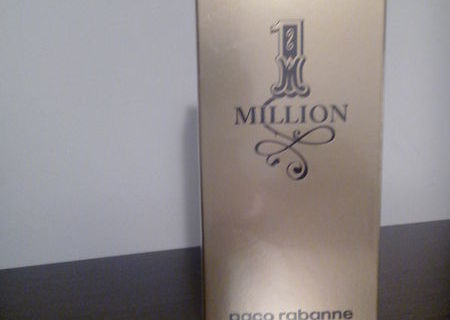 1
MILLION
paco rabanne